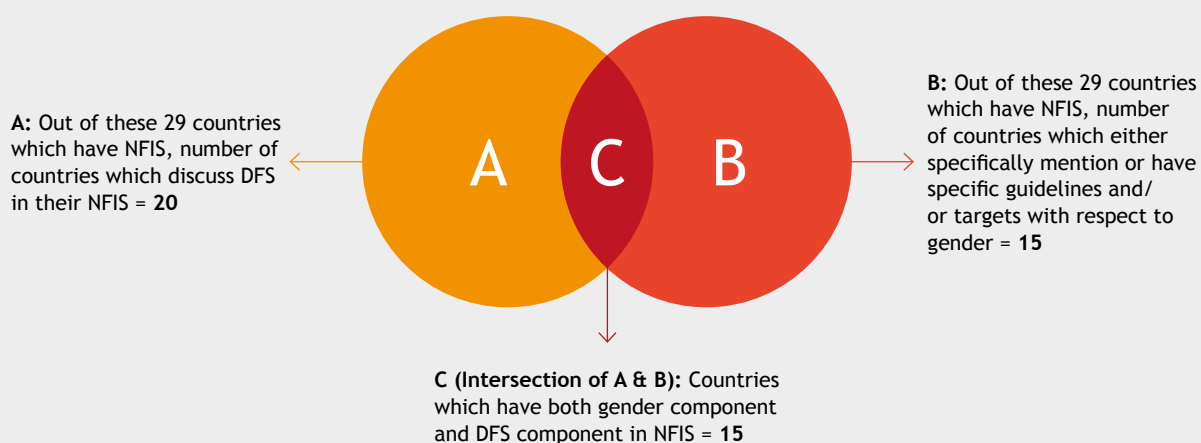 A: Out of these 29 countries
which have NFIS, number of
countries which discuss DFS
in their NFIS = 20
A
C
B
B: Out of these 29 countries
which have NFIS, number
of countries which either
specifically mention or have
specific guidelines and/
or targets with respect to
gender = 15
C (Intersection of A & B): Countries
which have both gender component
and DFS component in NFIS = 15